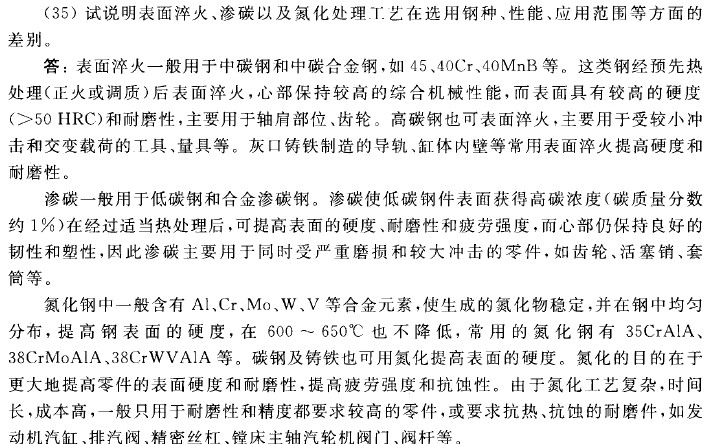 (35) 试说明表面淬火、渗碳以及氮化处理工艺在选用钢种、性能、应用范围等方面的
差别。
答：表面淬火一般用于中碳钢和中碳合金钢,如 45、40Cr、40MnB 等。这类钢经预先热
处理(正火或调质)后表面淬火,心部保持较高的综合机械性能,而表面具有较高的硬度
(>50 HRC)和耐磨性,主要用于轴肩部位、齿轮。高碳钢也可表面淬火,主要用于受较小冲
击和交变载荷的工具、量具等。灰口铸铁制造的导轨、缸体内壁等常用表面淬火提高硬度和
耐磨性。
渗碳一般用于低碳钢和合金渗碳钢。渗碳使低碳钢件表面获得高碳浓度(碳质量分数
约 1%)在经过适当热处理后,可提高表面的硬度、耐磨性和疲劳强度,而心部仍保持良好的
韧性和塑性,因此渗碳主要用于同时受严重磨损和较大冲击的零件,如齿轮、活塞销、套
筒等。
氮化钢中一般含有 Al、Cr、Mo、W、V 等合金元素,使生成的氮化物稳定,并在钢中均匀
分布,提高钢表面的硬度,在 600 ～ 650℃ 也不降低,常用的氮化钢有 35CrAlA、
38CrMoAlA、38CrWVAlA 等。碳钢及铸铁也可用氮化提高表面的硬度。氮化的目的在于
更大地提高零件的表面硬度和耐磨性,提高疲劳强度和抗蚀性。由于氮化工艺复杂,时间
长,成本高,一般只用于耐磨性和精度都要求较高的零件,或要求抗热、抗蚀的耐磨件,如发
动机汽缸、排汽阀、精密丝杠、镗床主轴汽轮机阀门、阀杆等。